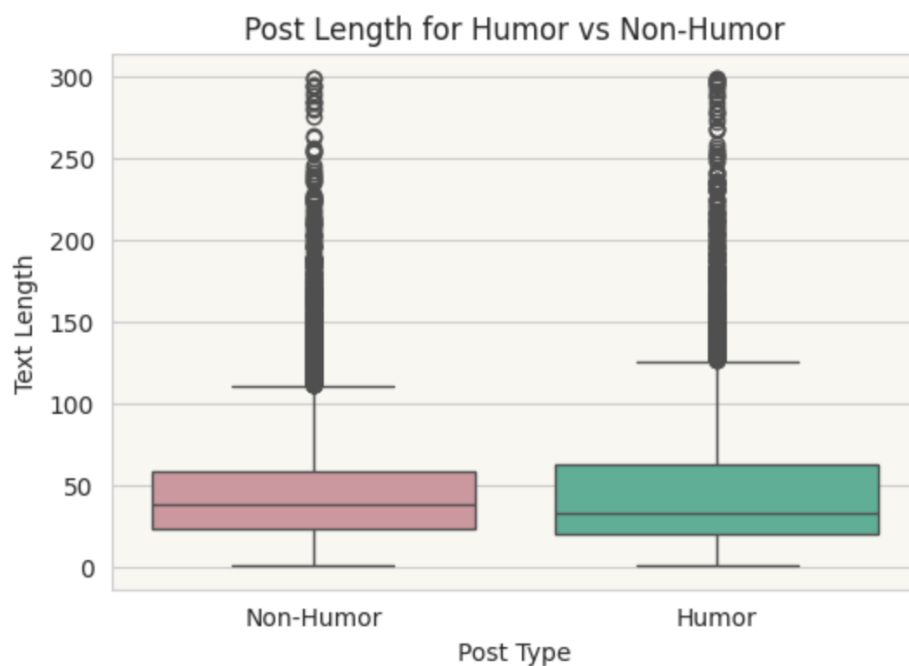 Post Length for Humor vs Non-Humor
300
250
200
150
100
50
0
Text Length
Non-Humor
Humor
Post Type